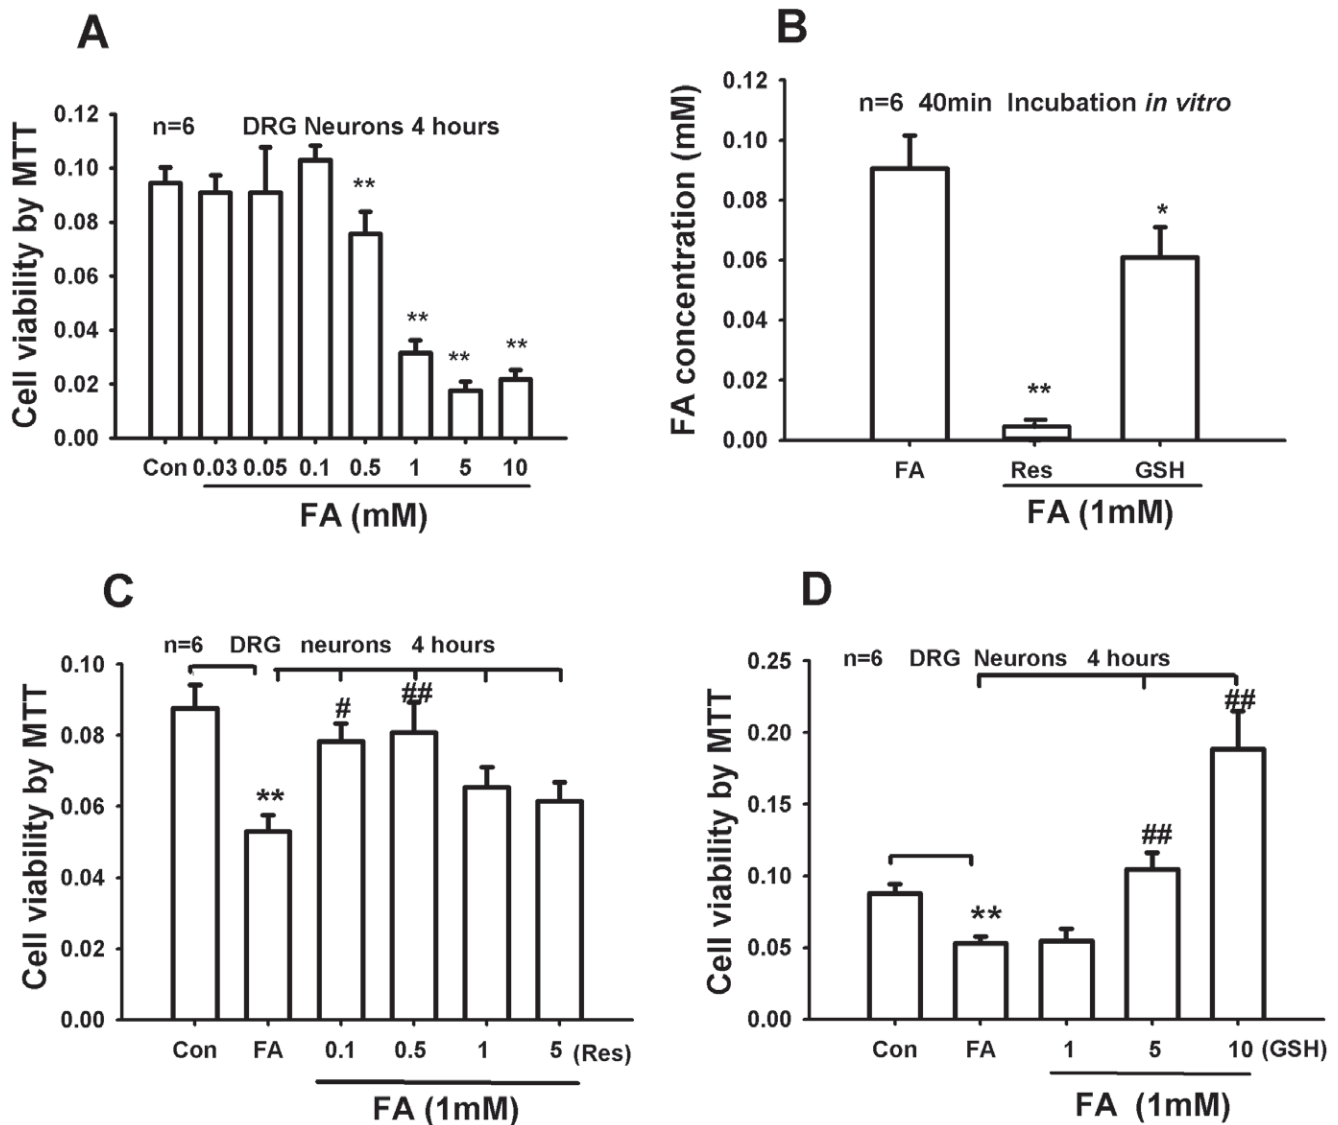 A
n=6 DRG Neurons 4 hours
Cell viability by MTT
0.12
0.10
0.08
0.06
0.04
0.02
0.00
**
**
**
**
Con 0.03 0.05 0.1 0.5 1 5 10
FA (mM)
B
n=6 40min Incubation in vitro
FA concentration (mM)
0.12
0.10
0.08
0.06
0.04
0.02
0.00
**
*
FA Res GSH
FA (1mM)
C
n=6 DRG neurons 4 hours
Cell viability by MTT
0.10
0.08
0.06
0.04
0.02
0.00
**
#
##
Con FA 0.1 0.5 1 5 (Res)
FA (1mM)
D
n=6 DRG Neurons 4 hours
Cell viability by MTT
0.25
0.20
0.15
0.10
0.05
0.00
**
##
##
Con FA 1 5 10 (GSH)
FA (1mM)